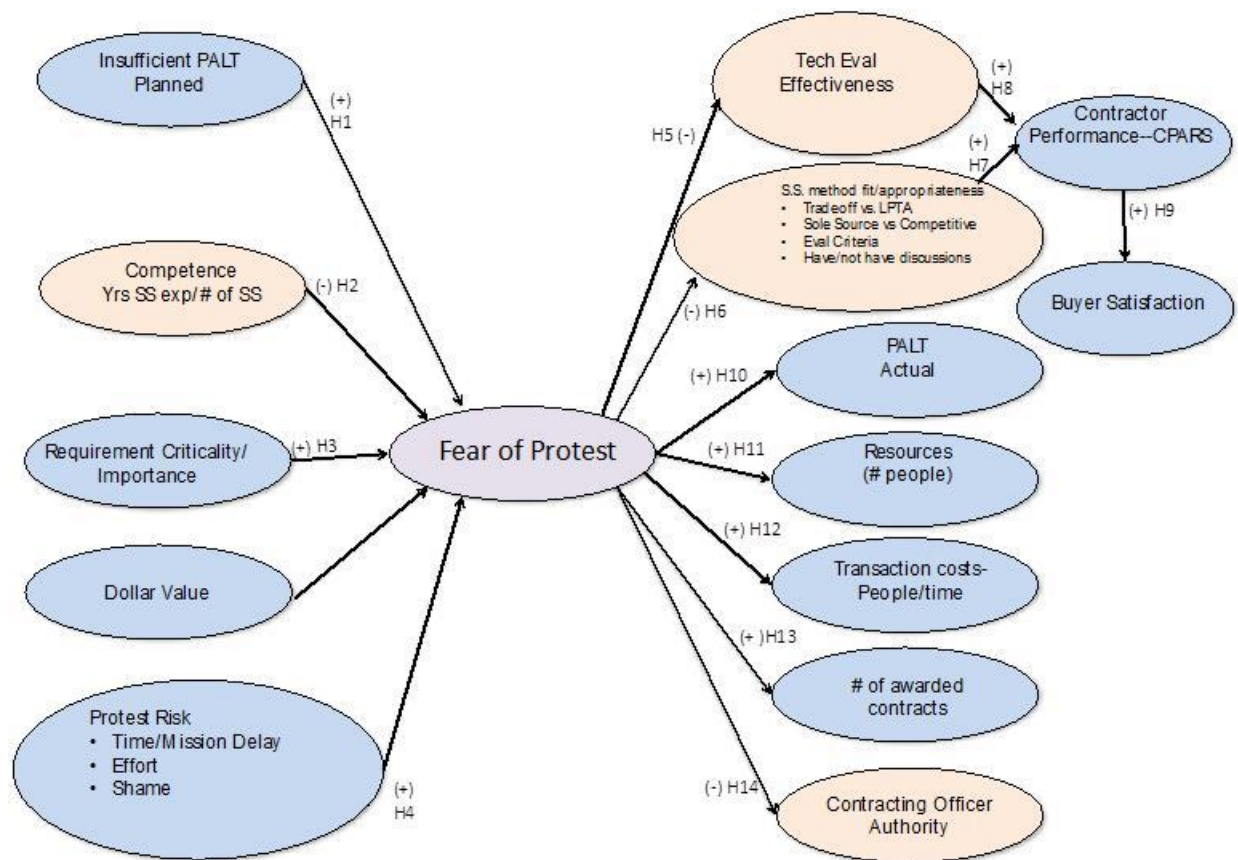 Insufficient PALT
Planned
(+)
H1
Competence
Yrs SS exp/ # of SS
(-) H2
Requirement Criticality/
Importance
(+) H3
Dollar Value
Protest Risk
• Time/Mission Delay
• Effort
• Shame
(+)
H4
Fear of Protest
H5 (-)
Tech Eval
Effectiveness
(+)
H8
S.S. method fit/appropriateness
• Tradeoff vs. LPTA
• Sole Source vs Competitive
• Eval Criteria
• Have/not have discussions
(+)
H7
Contractor
Performance--CPARS
(+) H9
Buyer Satisfaction
(-) H6
PALT
Actual
(+) H10
Resources
(# people)
(+) H11
(+) H12
Transaction costs-
People/time
(+ )H13
# of awarded
contracts
(-) H14
Contracting Officer
Authority